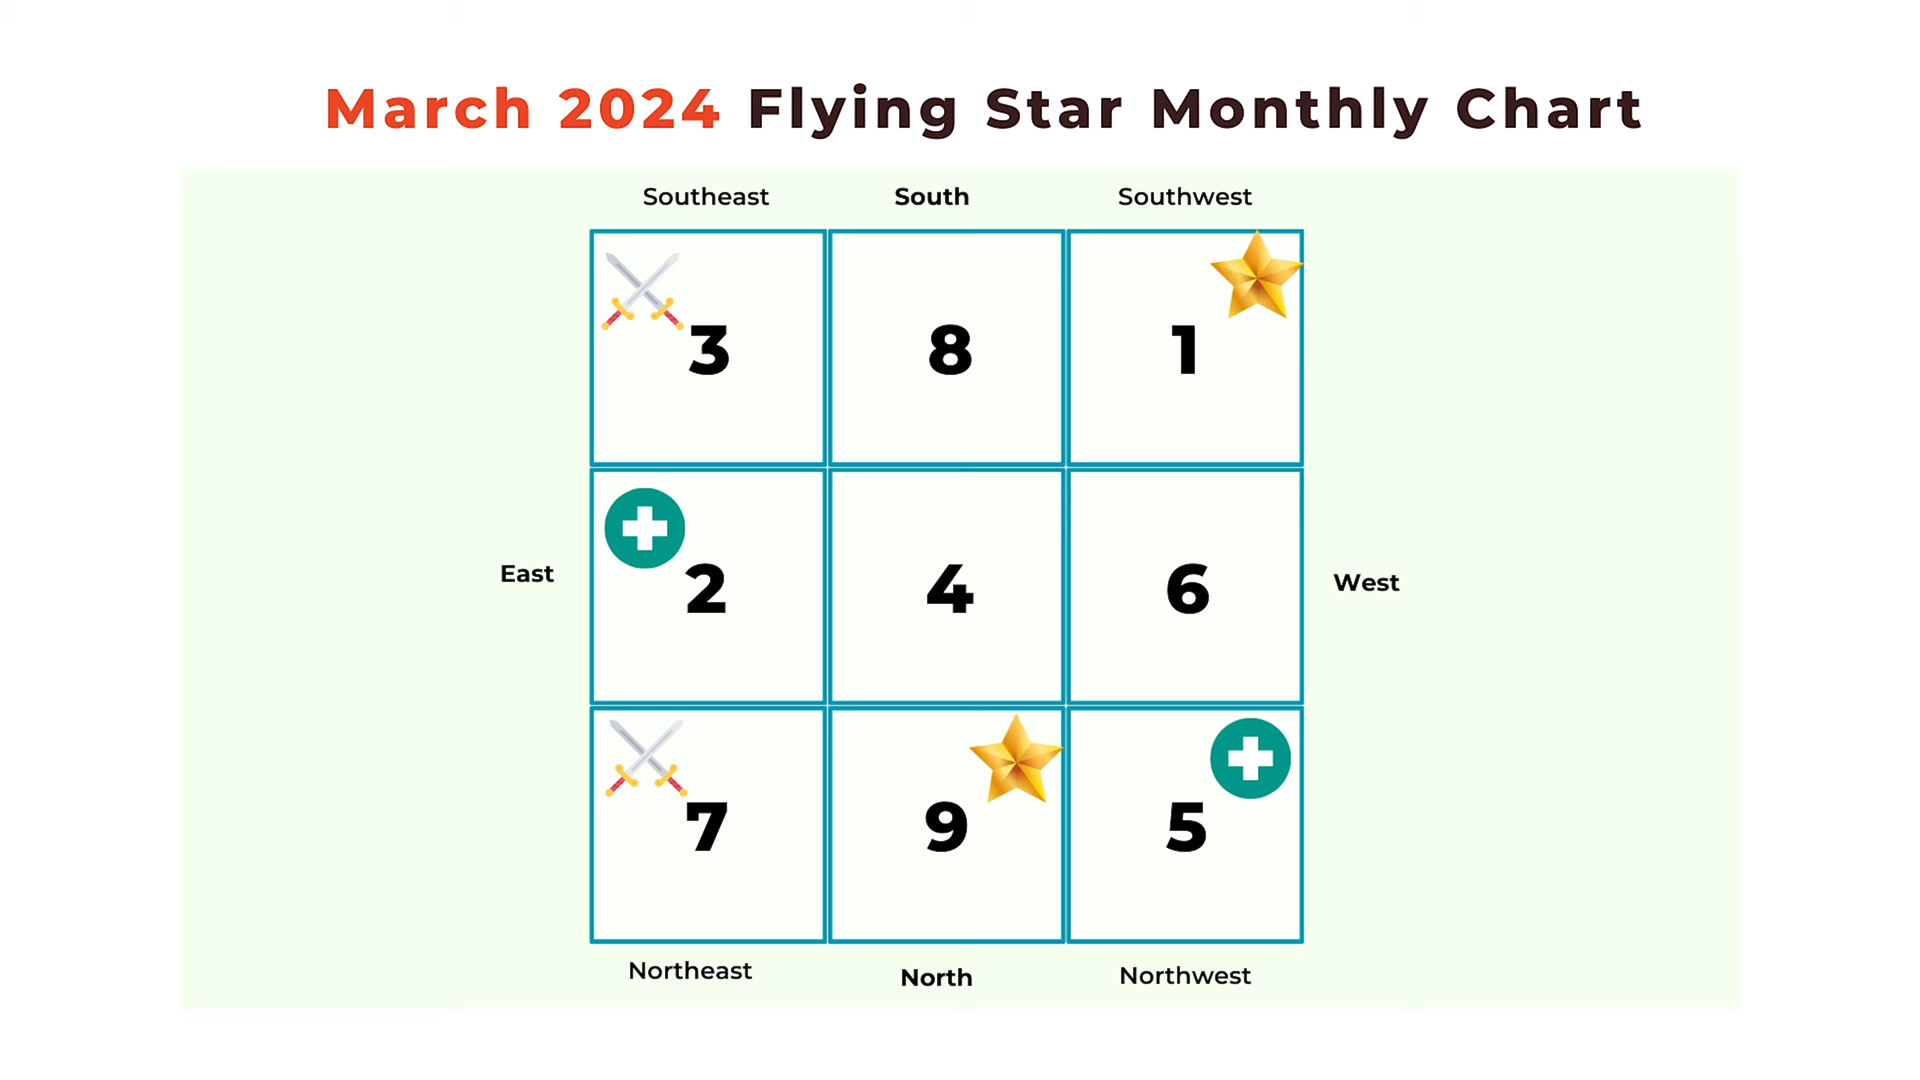 March 2024 Flying Star Monthly Chart
Southeast South Southwest
3 8 1
East 2 4 6 West
7 9 5
Northeast North Northwest